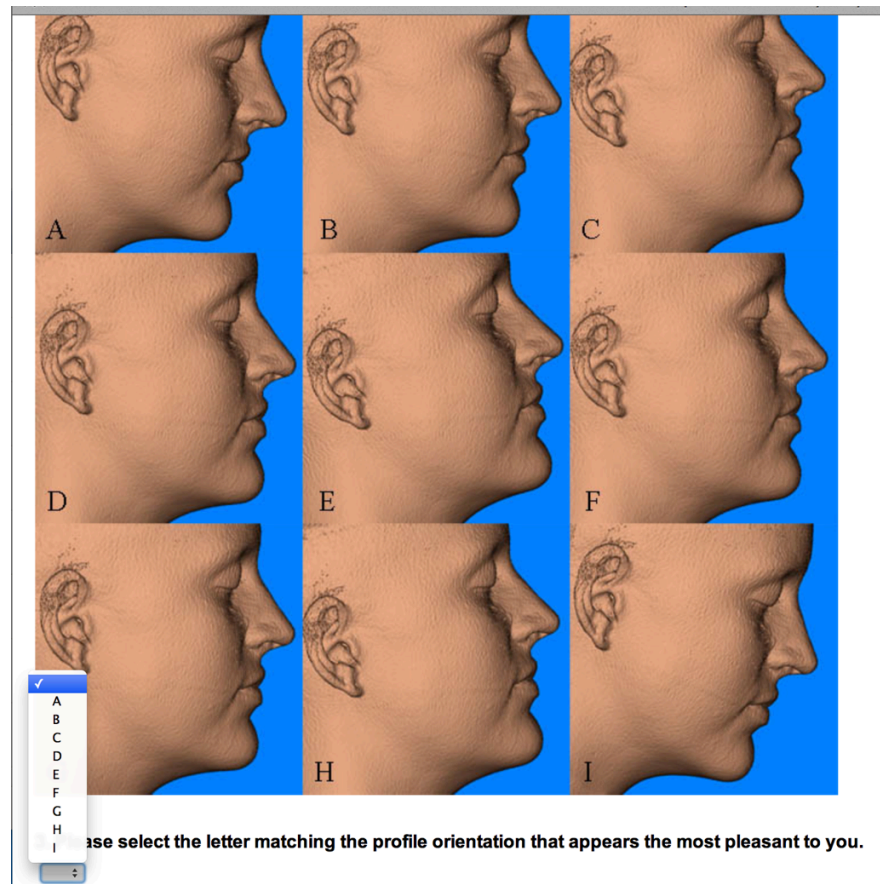 A
B
C
D
E
F
H
I
✓
A
B
C
D
E
F
G
H
I
ase select the letter matching the profile orientation that appears the most pleasant to you.